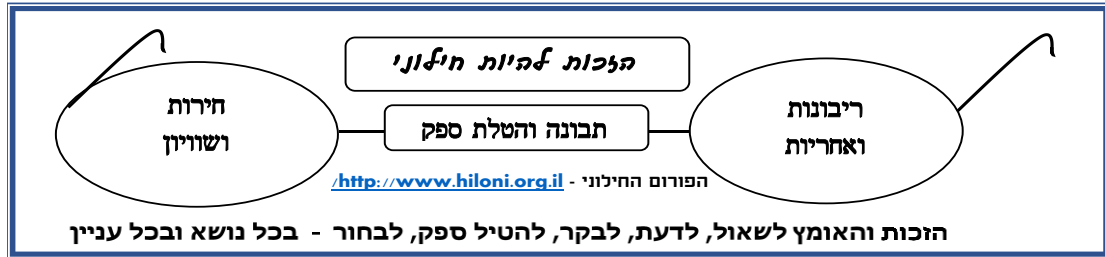 הזכות להיות חילוני
ריבונות
ואחריות
תבונה והטלת ספק
חירות
ושוויון
הפורום החילוני - http://www.hiloni.org.il/
הזכות והאומץ לשאול, לדעת, לבקר, להטיל ספק, לבחור - בכל נושא ובכל עניין